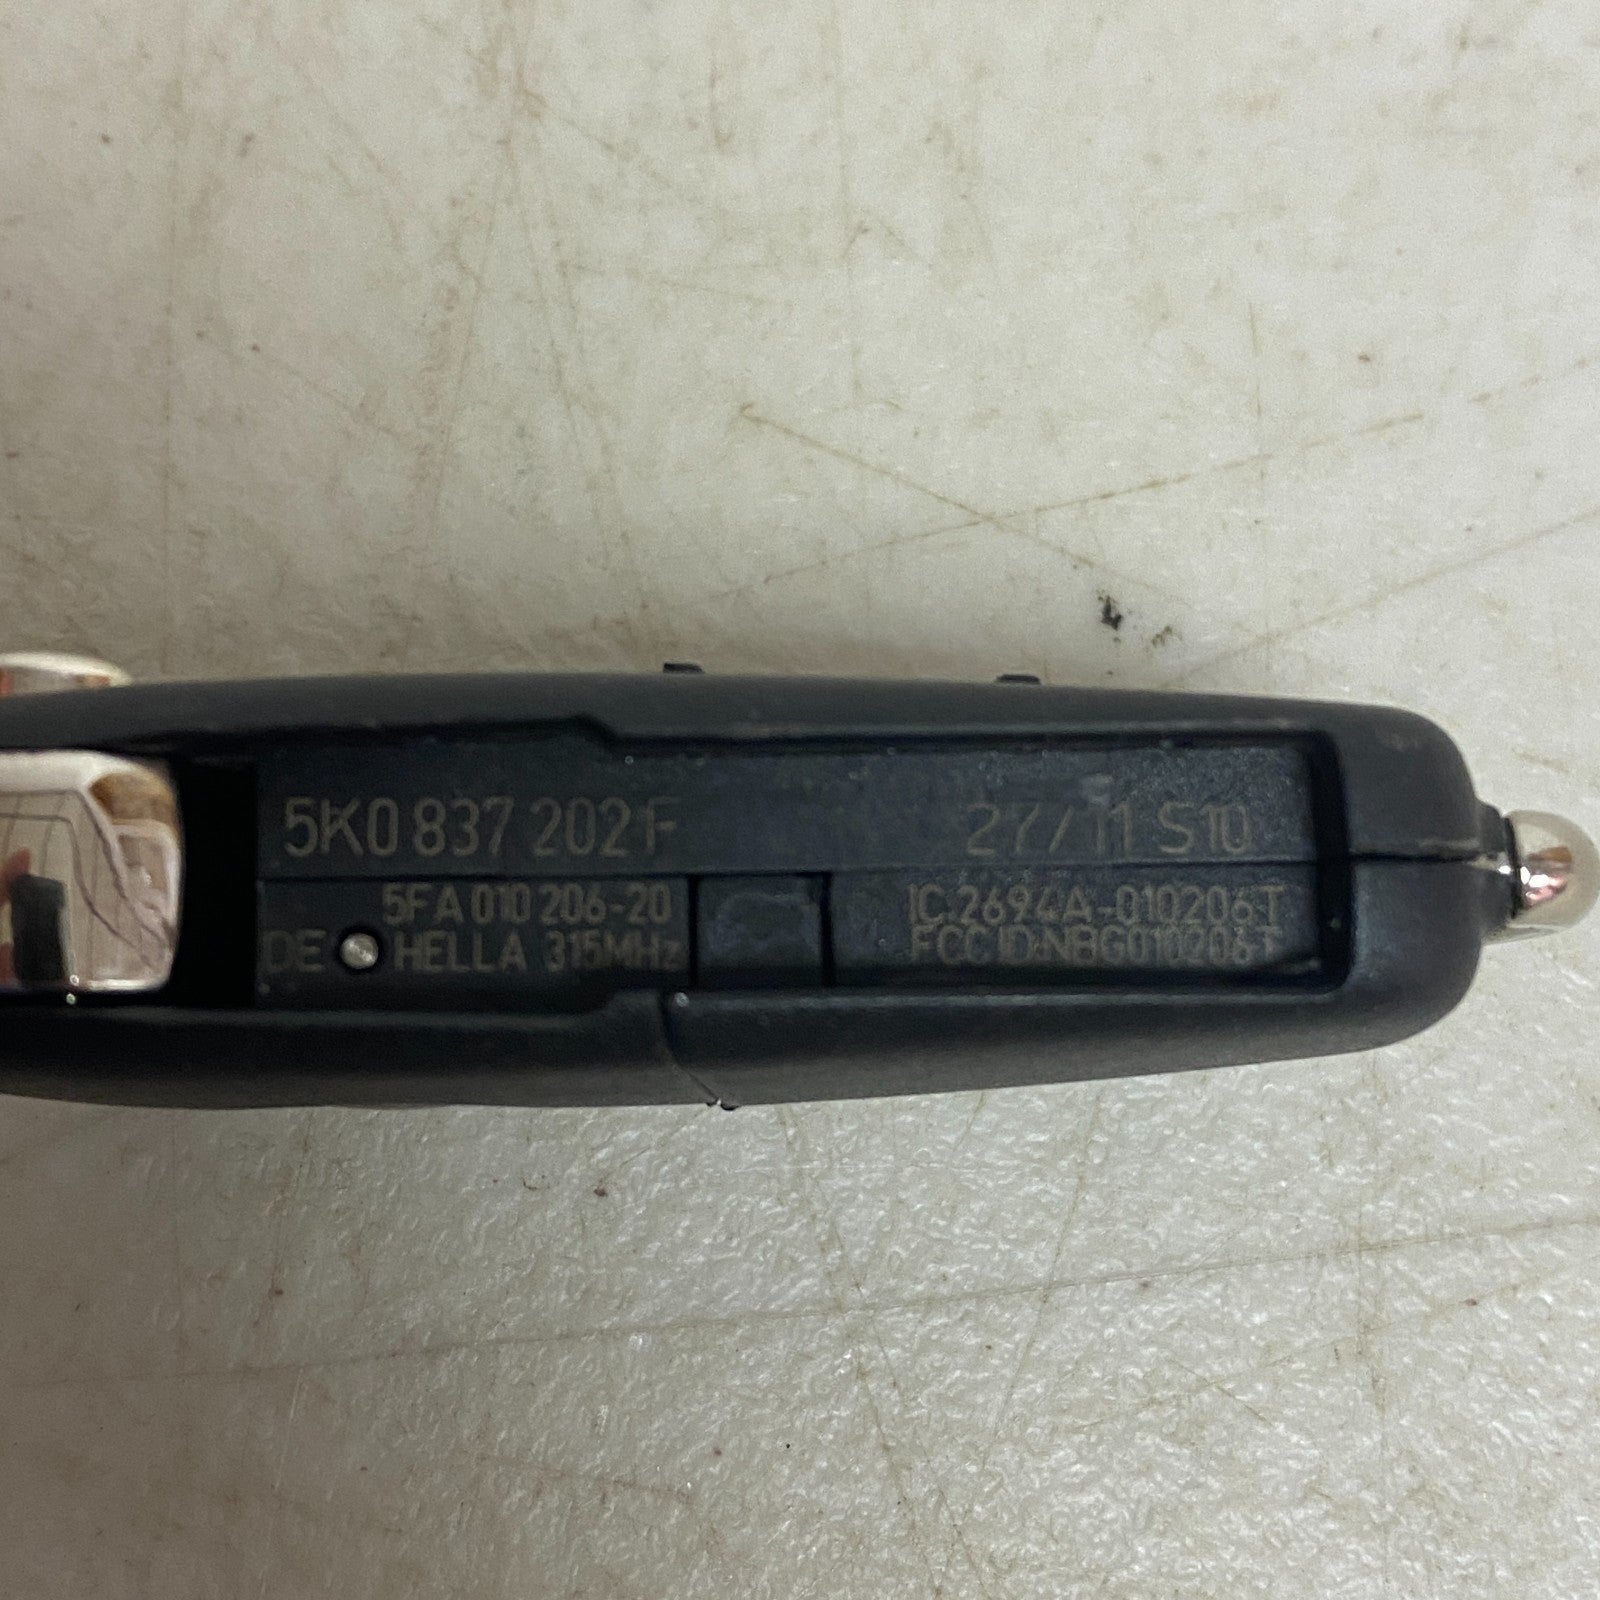 5K0 837 202 F 27/11 S10
5FA 010 206-20 IC:2694A-010206T
DE HELLA 315MHz FCC ID:NBG010206T